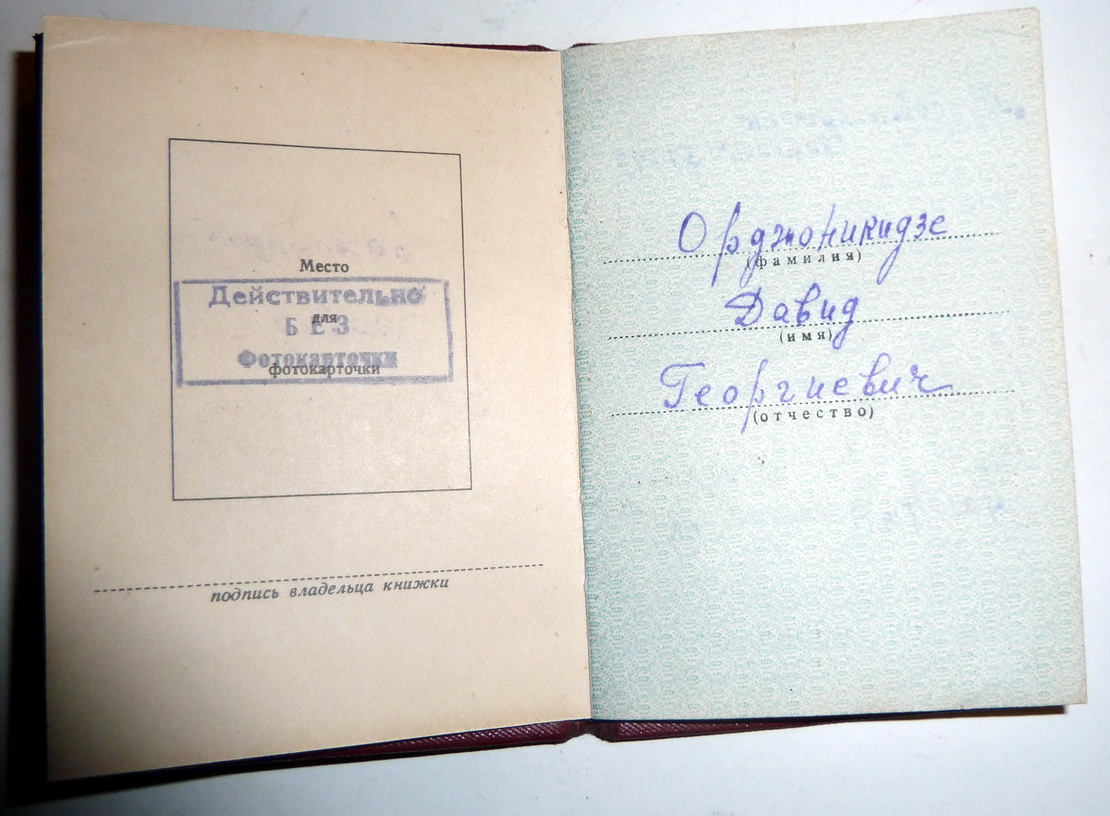 Место
Действительно
для
БЕЗ
Фотокарточки
фотокарточки
подпись владельца книжки
Орджоникидзе
(фамилия)
Давид
(имя)
Георгиевич
(отчество)